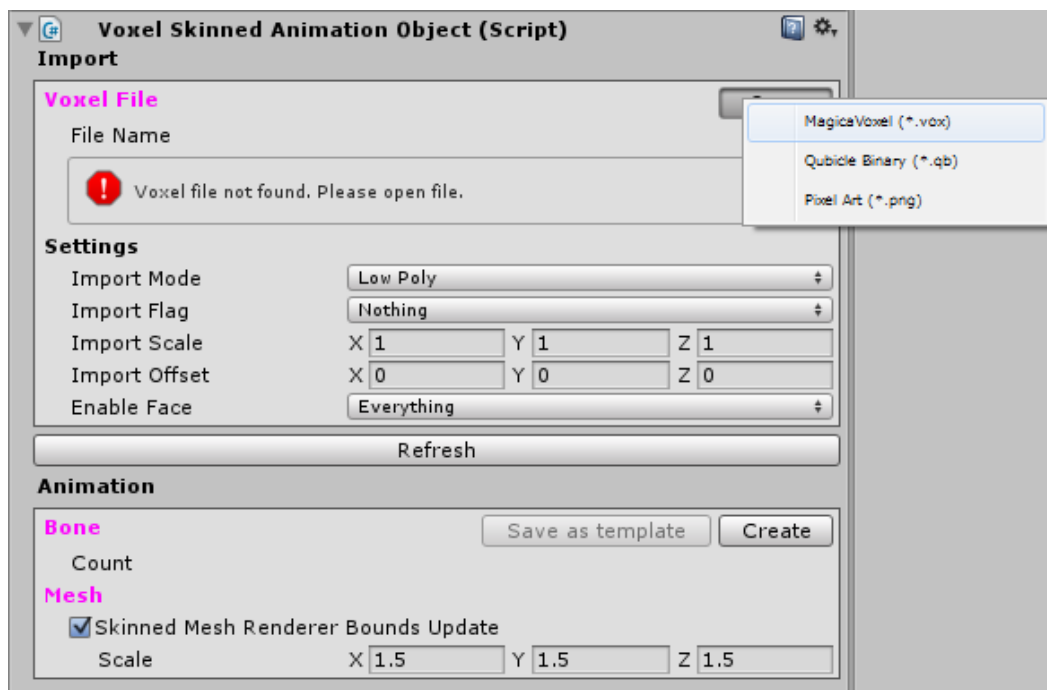 Voxel Skinned Animation Object (Script)
Import
Voxel File
MagicaVoxel (*.vox)
File Name
Qubicle Binary (*.qb)
Voxel file not found. Please open file.
Pixel Art (*.png)
Settings
Import Mode Low Poly
Import Flag Nothing
Import Scale X 1 Y 1 Z 1
Import Offset X 0 Y 0 Z 0
Enable Face Everything
Refresh
Animation
Bone Save as template Create
Count
Mesh
Skinned Mesh Renderer Bounds Update
Scale X 1.5 Y 1.5 Z 1.5